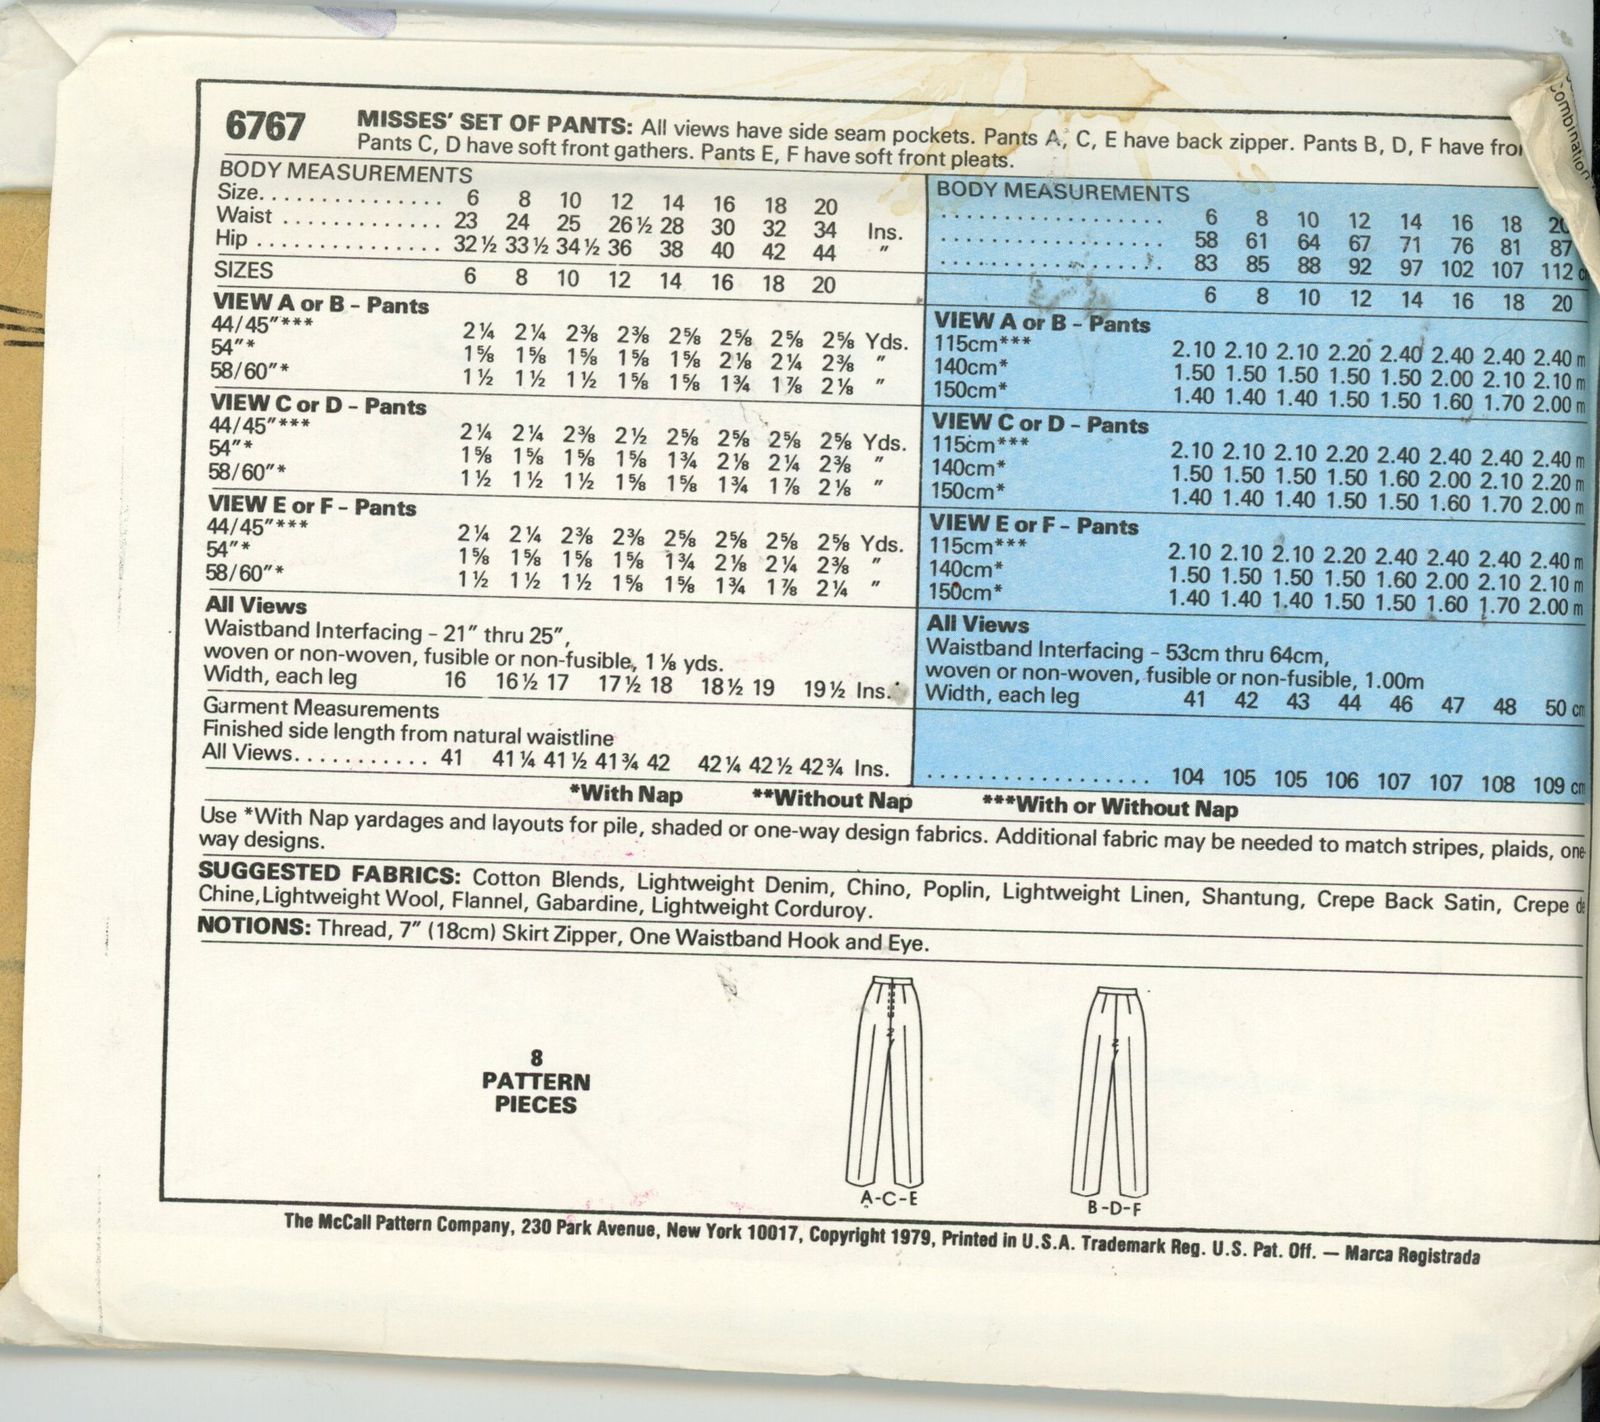 6767 MISSES' SET OF PANTS: All views have side seam pockets. Pants A, C, E have back zipper. Pants B, D, F have
Pants C, D have soft front gathers. Pants E, F have soft front pleats.
combination
BODY MEASUREMENTS
Size................ 6 8 10 12 14 16 18 20
Waist .............. 23 24 25 26½ 28 30 32 34 Ins.
Hip ................ 32½ 33½ 34½ 36 38 40 42 44 "
SIZES 6 8 10 12 14 16 18 20
VIEW A or B - Pants
44/45"*** 2¼ 2¼ 2⅜ 2⅜ 2⅝ 2⅝ 2⅝ 2⅝ Yds.
54"* 1⅝ 1⅝ 1⅝ 1⅝ 1⅝ 2⅛ 2¼ 2⅜ "
58/60"* 1½ 1½ 1½ 1⅝ 1⅝ 1¾ 1⅞ 2⅛ "
VIEW C or D - Pants
44/45"*** 2¼ 2¼ 2⅜ 2½ 2⅝ 2⅝ 2⅝ 2⅝ Yds.
54"* 1⅝ 1⅝ 1⅝ 1⅝ 1¾ 2⅛ 2¼ 2⅜ "
58/60"* 1½ 1½ 1½ 1⅝ 1⅝ 1¾ 1⅞ 2⅛ "
VIEW E or F - Pants
44/45"*** 2¼ 2¼ 2⅜ 2⅜ 2⅝ 2⅝ 2⅝ 2⅝ Yds.
54"* 1⅝ 1⅝ 1⅝ 1⅝ 1¾ 2⅛ 2¼ 2⅜ "
58/60"* 1½ 1½ 1½ 1⅝ 1⅝ 1¾ 1⅞ 2¼ "
All Views
Waistband Interfacing - 21" thru 25",
woven or non-woven, fusible or non-fusible, 1⅛ yds.
Width, each leg 16 16½ 17 17½ 18 18½ 19 19½ Ins.
Garment Measurements
Finished side length from natural waistline
All Views........... 41 41¼ 41½ 41¾ 42 42¼ 42½ 42¾ Ins.
BODY MEASUREMENTS
................... 6 8 10 12 14 16 18 20
................... 58 61 64 67 71 76 81 87
................... 83 85 88 92 97 102 107 112
6 8 10 12 14 16 18 20
VIEW A or B - Pants
115cm*** 2.10 2.10 2.10 2.20 2.40 2.40 2.40 2.40 m
140cm* 1.50 1.50 1.50 1.50 1.50 2.00 2.10 2.10 m
150cm* 1.40 1.40 1.40 1.50 1.50 1.60 1.70 2.00 m
VIEW C or D - Pants
115cm*** 2.10 2.10 2.10 2.20 2.40 2.40 2.40 2.40 m
140cm* 1.50 1.50 1.50 1.50 1.60 2.00 2.10 2.20 m
150cm* 1.40 1.40 1.40 1.50 1.50 1.60 1.70 2.00 m
VIEW E or F - Pants
115cm*** 2.10 2.10 2.10 2.20 2.40 2.40 2.40 2.40 m
140cm* 1.50 1.50 1.50 1.50 1.60 2.00 2.10 2.10 m
150cm* 1.40 1.40 1.40 1.50 1.50 1.60 1.70 2.00 m
All Views
Waistband Interfacing - 53cm thru 64cm,
woven or non-woven, fusible or non-fusible, 1.00m
Width, each leg 41 42 43 44 46 47 48 50 cm
................... 104 105 105 106 107 107 108 109 cm
*With Nap **Without Nap ***With or Without Nap
Use *With Nap yardages and layouts for pile, shaded or one-way design fabrics. Additional fabric may be needed to match stripes, plaids, one-
way designs.
SUGGESTED FABRICS: Cotton Blends, Lightweight Denim, Chino, Poplin, Lightweight Linen, Shantung, Crepe Back Satin, Crepe de
Chine, Lightweight Wool, Flannel, Gabardine, Lightweight Corduroy.
NOTIONS: Thread, 7" (18cm) Skirt Zipper, One Waistband Hook and Eye.
8
PATTERN
PIECES
A-C-E
B-D-F
The McCall Pattern Company, 230 Park Avenue, New York 10017, Copyright 1979, Printed in U.S.A. Trademark Reg. U.S. Pat. Off. — Marca Registrada